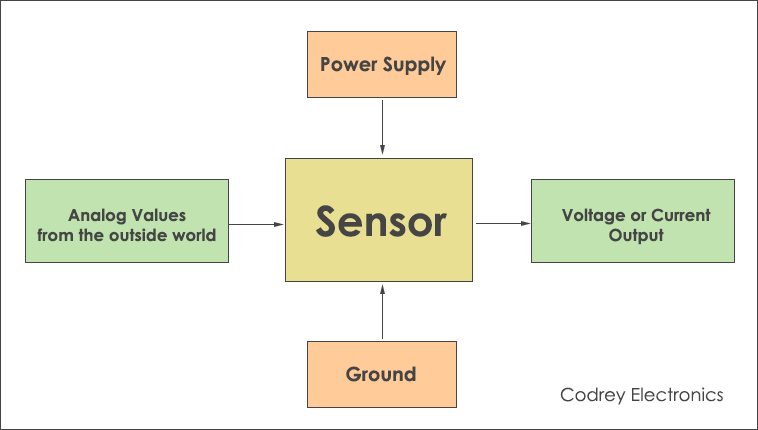 Power Supply
Analog Values
from the outside world
Sensor
Voltage or Current
Output
Ground
Codrey Electronics